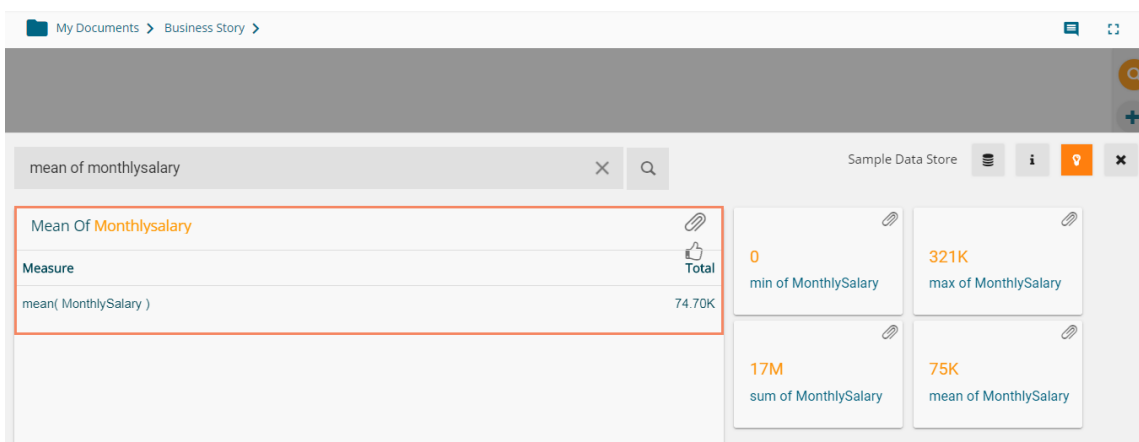 My Documents > Business Story >
mean of monthlysalary
Sample Data Store
i
Mean Of Monthlysalary
Measure Total
mean( MonthlySalary ) 74.70K
0
min of MonthlySalary
321K
max of MonthlySalary
17M
sum of MonthlySalary
75K
mean of MonthlySalary